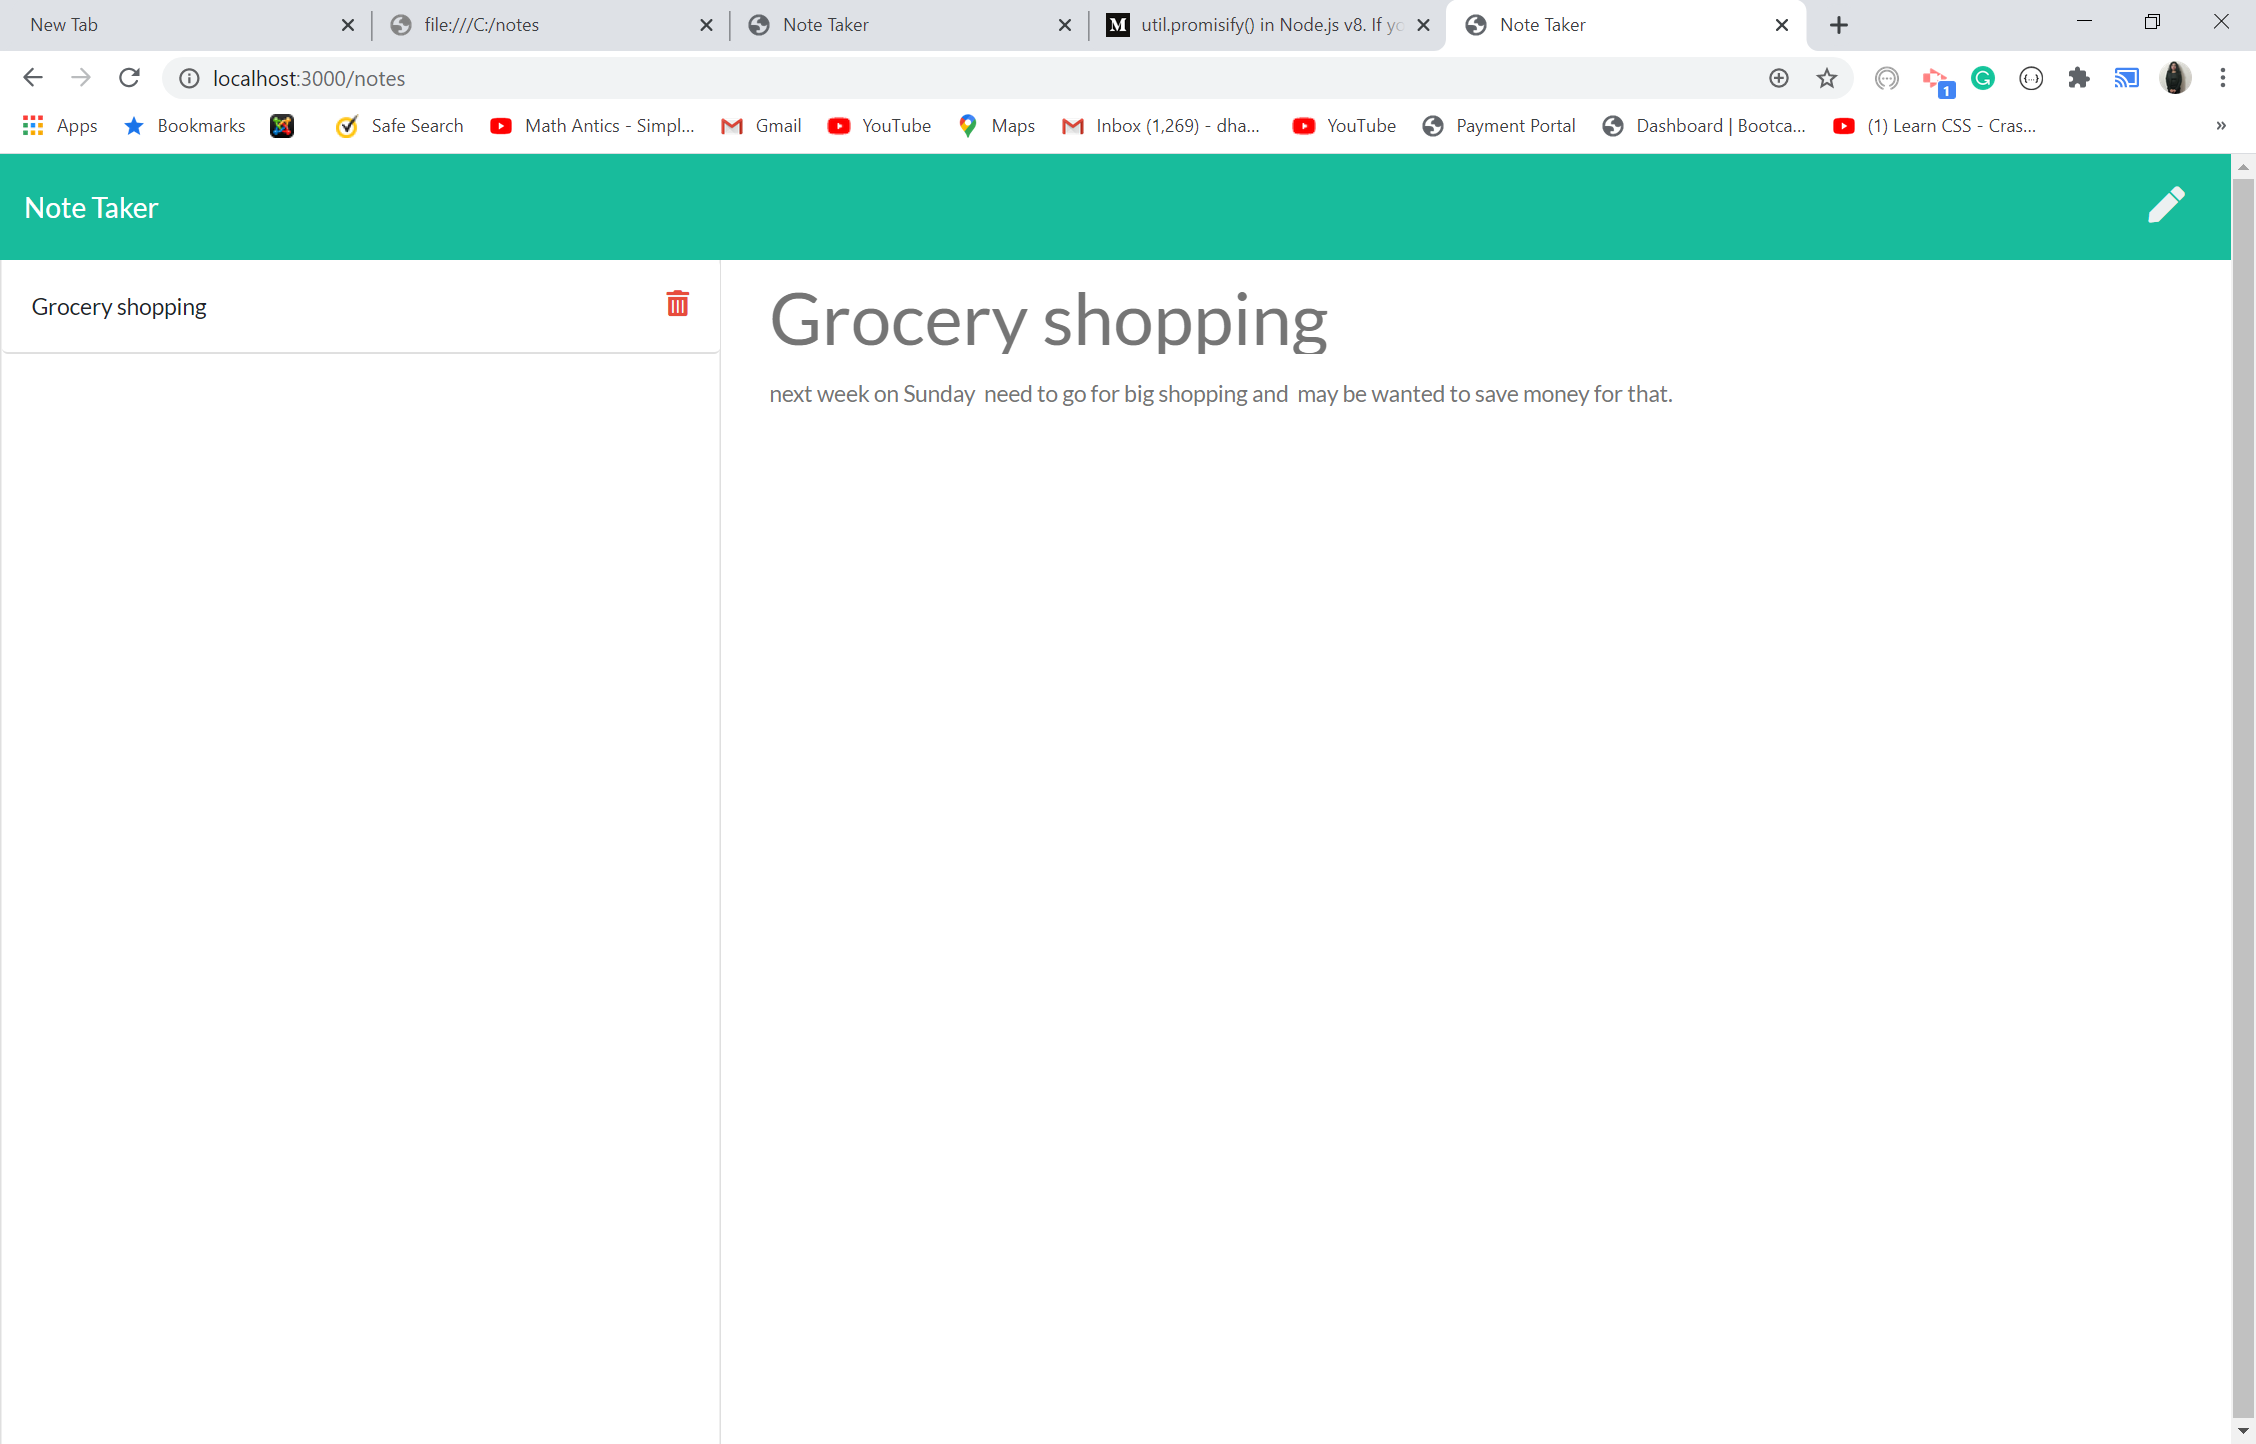 New Tab
file:///C:/notes
Note Taker
M util.promisify() in Node.js v8. If yo
Note Taker
localhost:3000/notes
1
Apps Bookmarks Safe Search Math Antics - Simpl... Gmail YouTube Maps Inbox (1,269) - dha... YouTube Payment Portal Dashboard | Bootca... (1) Learn CSS - Cras... »
Note Taker
Grocery shopping
Grocery shopping
next week on Sunday  need to go for big shopping and  may be wanted to save money for that.